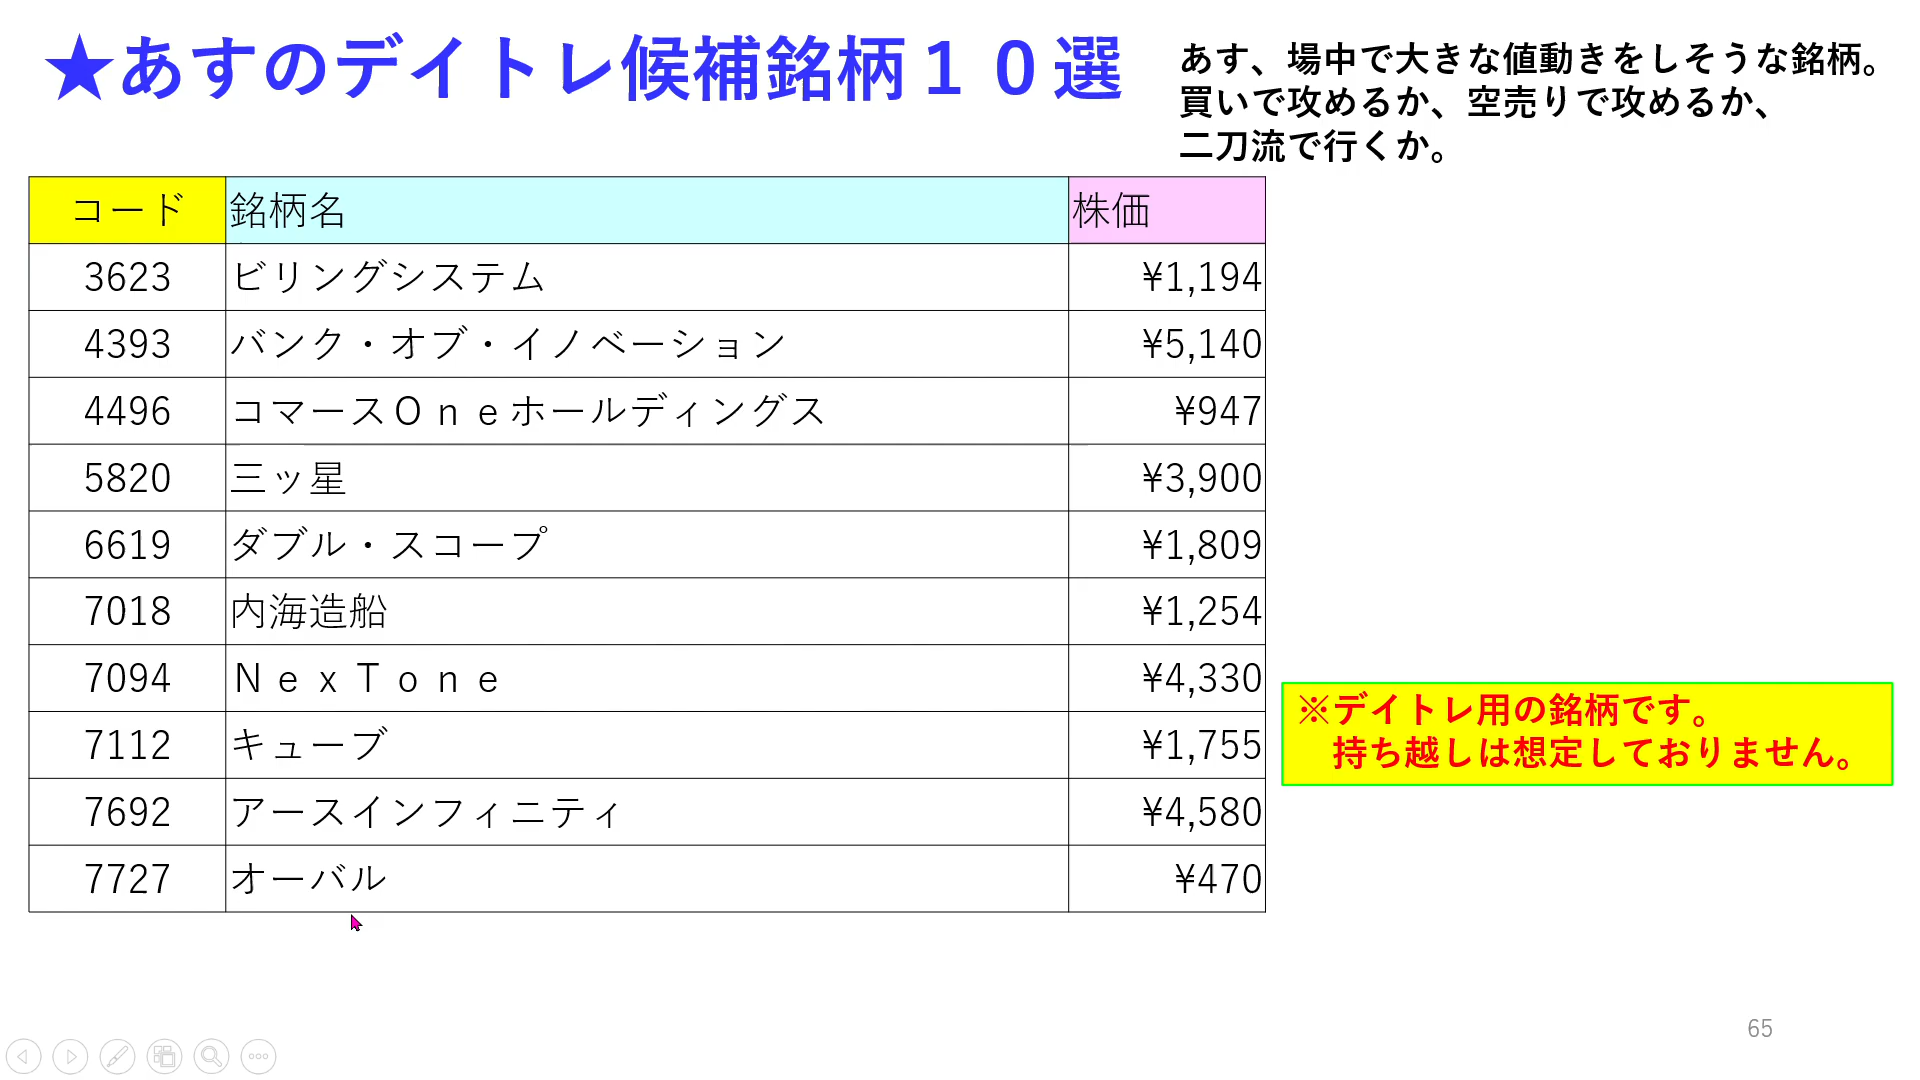 ★あすのデイトレ候補銘柄１０選
あす、場中で大きな値動きをしそうな銘柄。
買いで攻めるか、空売りで攻めるか、
二刀流で行くか。
コード 銘柄名 株価
3623 ビリングシステム ¥1,194
4393 バンク・オブ・イノベーション ¥5,140
4496 コマースＯｎｅホールディングス ¥947
5820 三ッ星 ¥3,900
6619 ダブル・スコープ ¥1,809
7018 内海造船 ¥1,254
7094 ＮｅｘＴｏｎｅ ¥4,330
7112 キューブ ¥1,755
7692 アースインフィニティ ¥4,580
7727 オーバル ¥470
※デイトレ用の銘柄です。
持ち越しは想定しておりません。
65